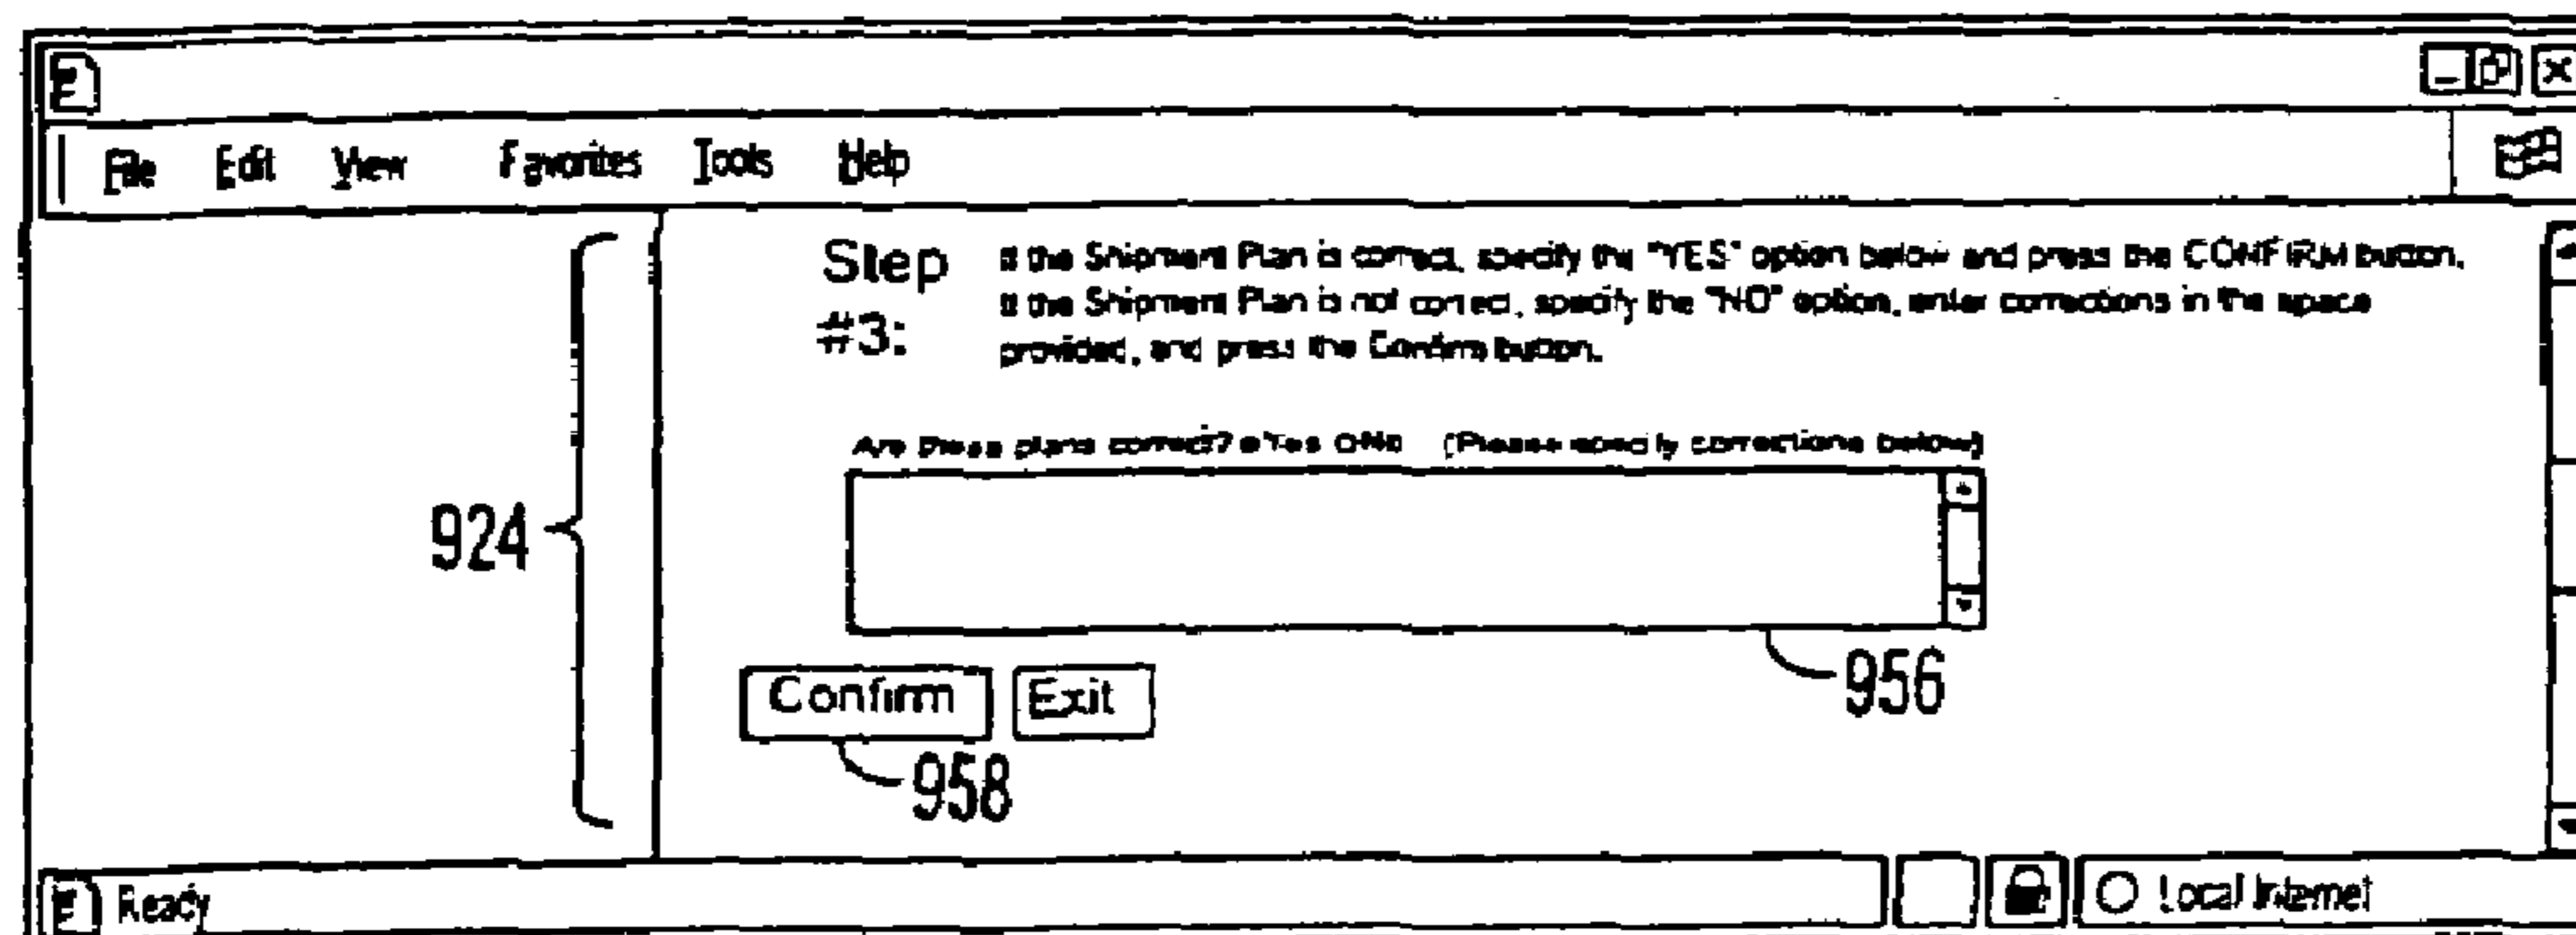 File Edit View Favorites Tools Help
Step #3:
If the Shipment Plan is correct, specify the "YES" option below and press the CONFIRM button.
If the Shipment Plan is not correct, specify the "NO" option, enter corrections in the space
provided, and press the Confirm button.
Are these plans correct? Yes No (Please specify corrections below)
924
956
Confirm Exit
958
Ready
Local Internet